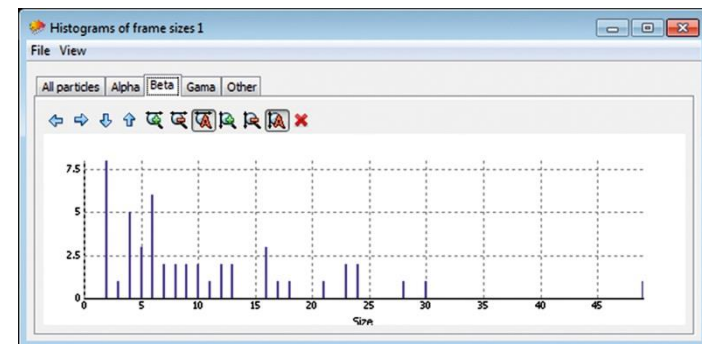 Histograms of frame sizes 1
File View
All particles Alpha Beta Gama Other
7.5
5
2.5
0
0 5 10 15 20 25 30 35 40 45
Size